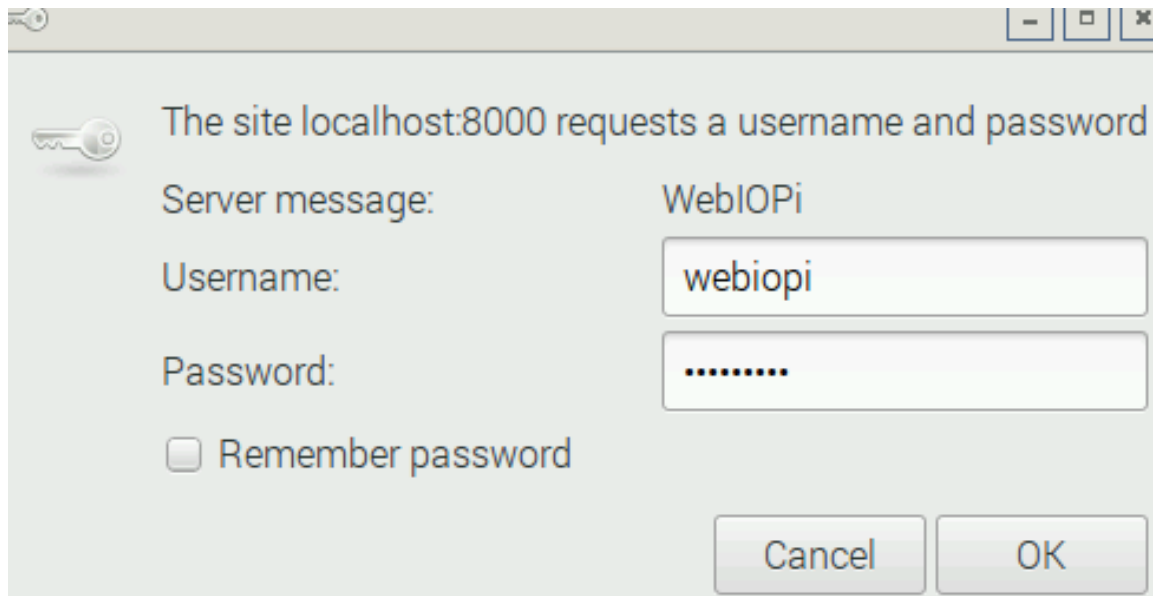 The site localhost:8000 requests a username and password
Server message: WebIOPi
Username: webiopi
Password: •••••••••
Remember password
Cancel OK